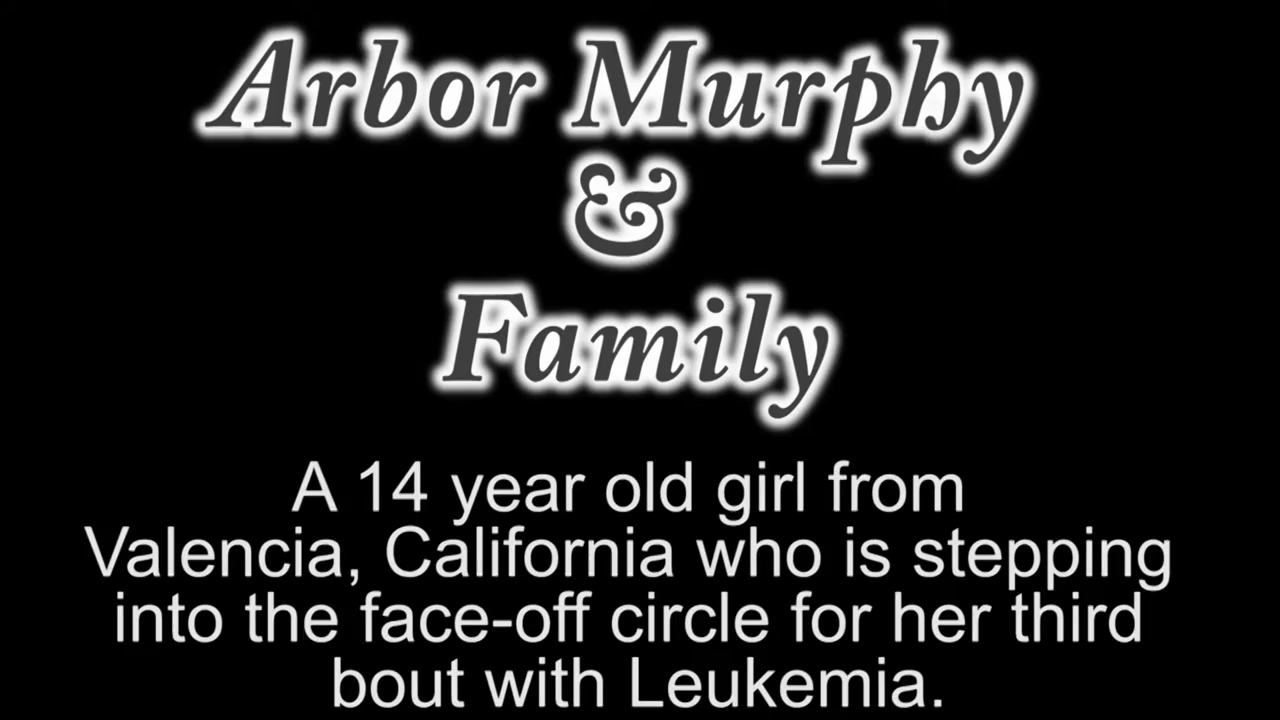 Arbor Murphy
&
Family
A 14 year old girl from
Valencia, California who is stepping
into the face-off circle for her third
bout with Leukemia.